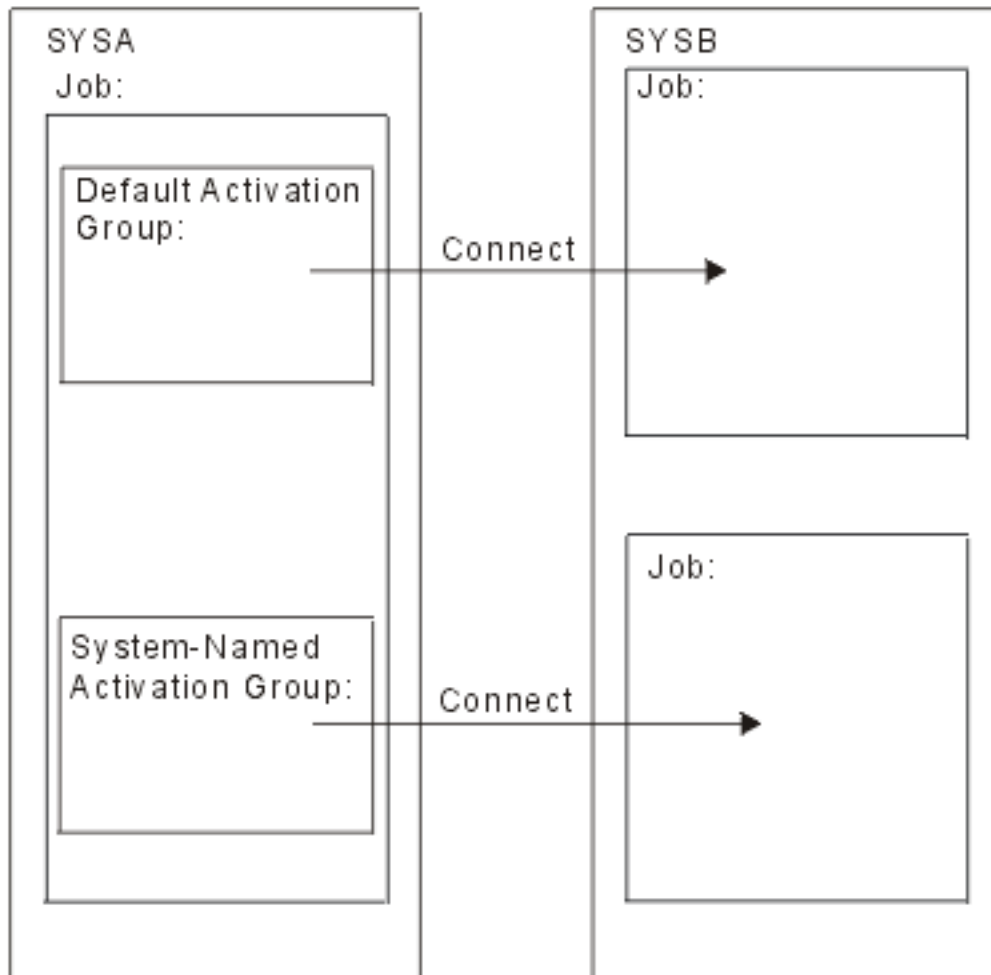 SYSA
Job:
Default Activation
Group:
Connect
System-Named
Activation Group:
Connect
SYSB
Job:
Job: